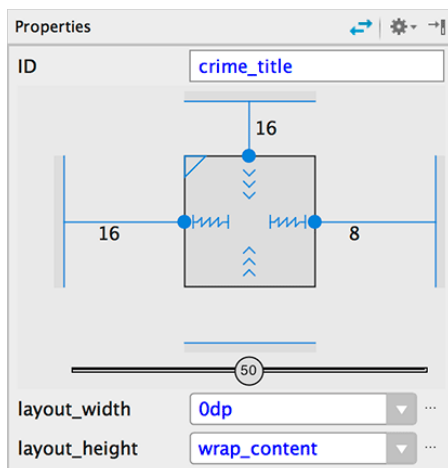 Properties
ID crime_title
16
16 8
50
layout_width 0dp
layout_height wrap_content